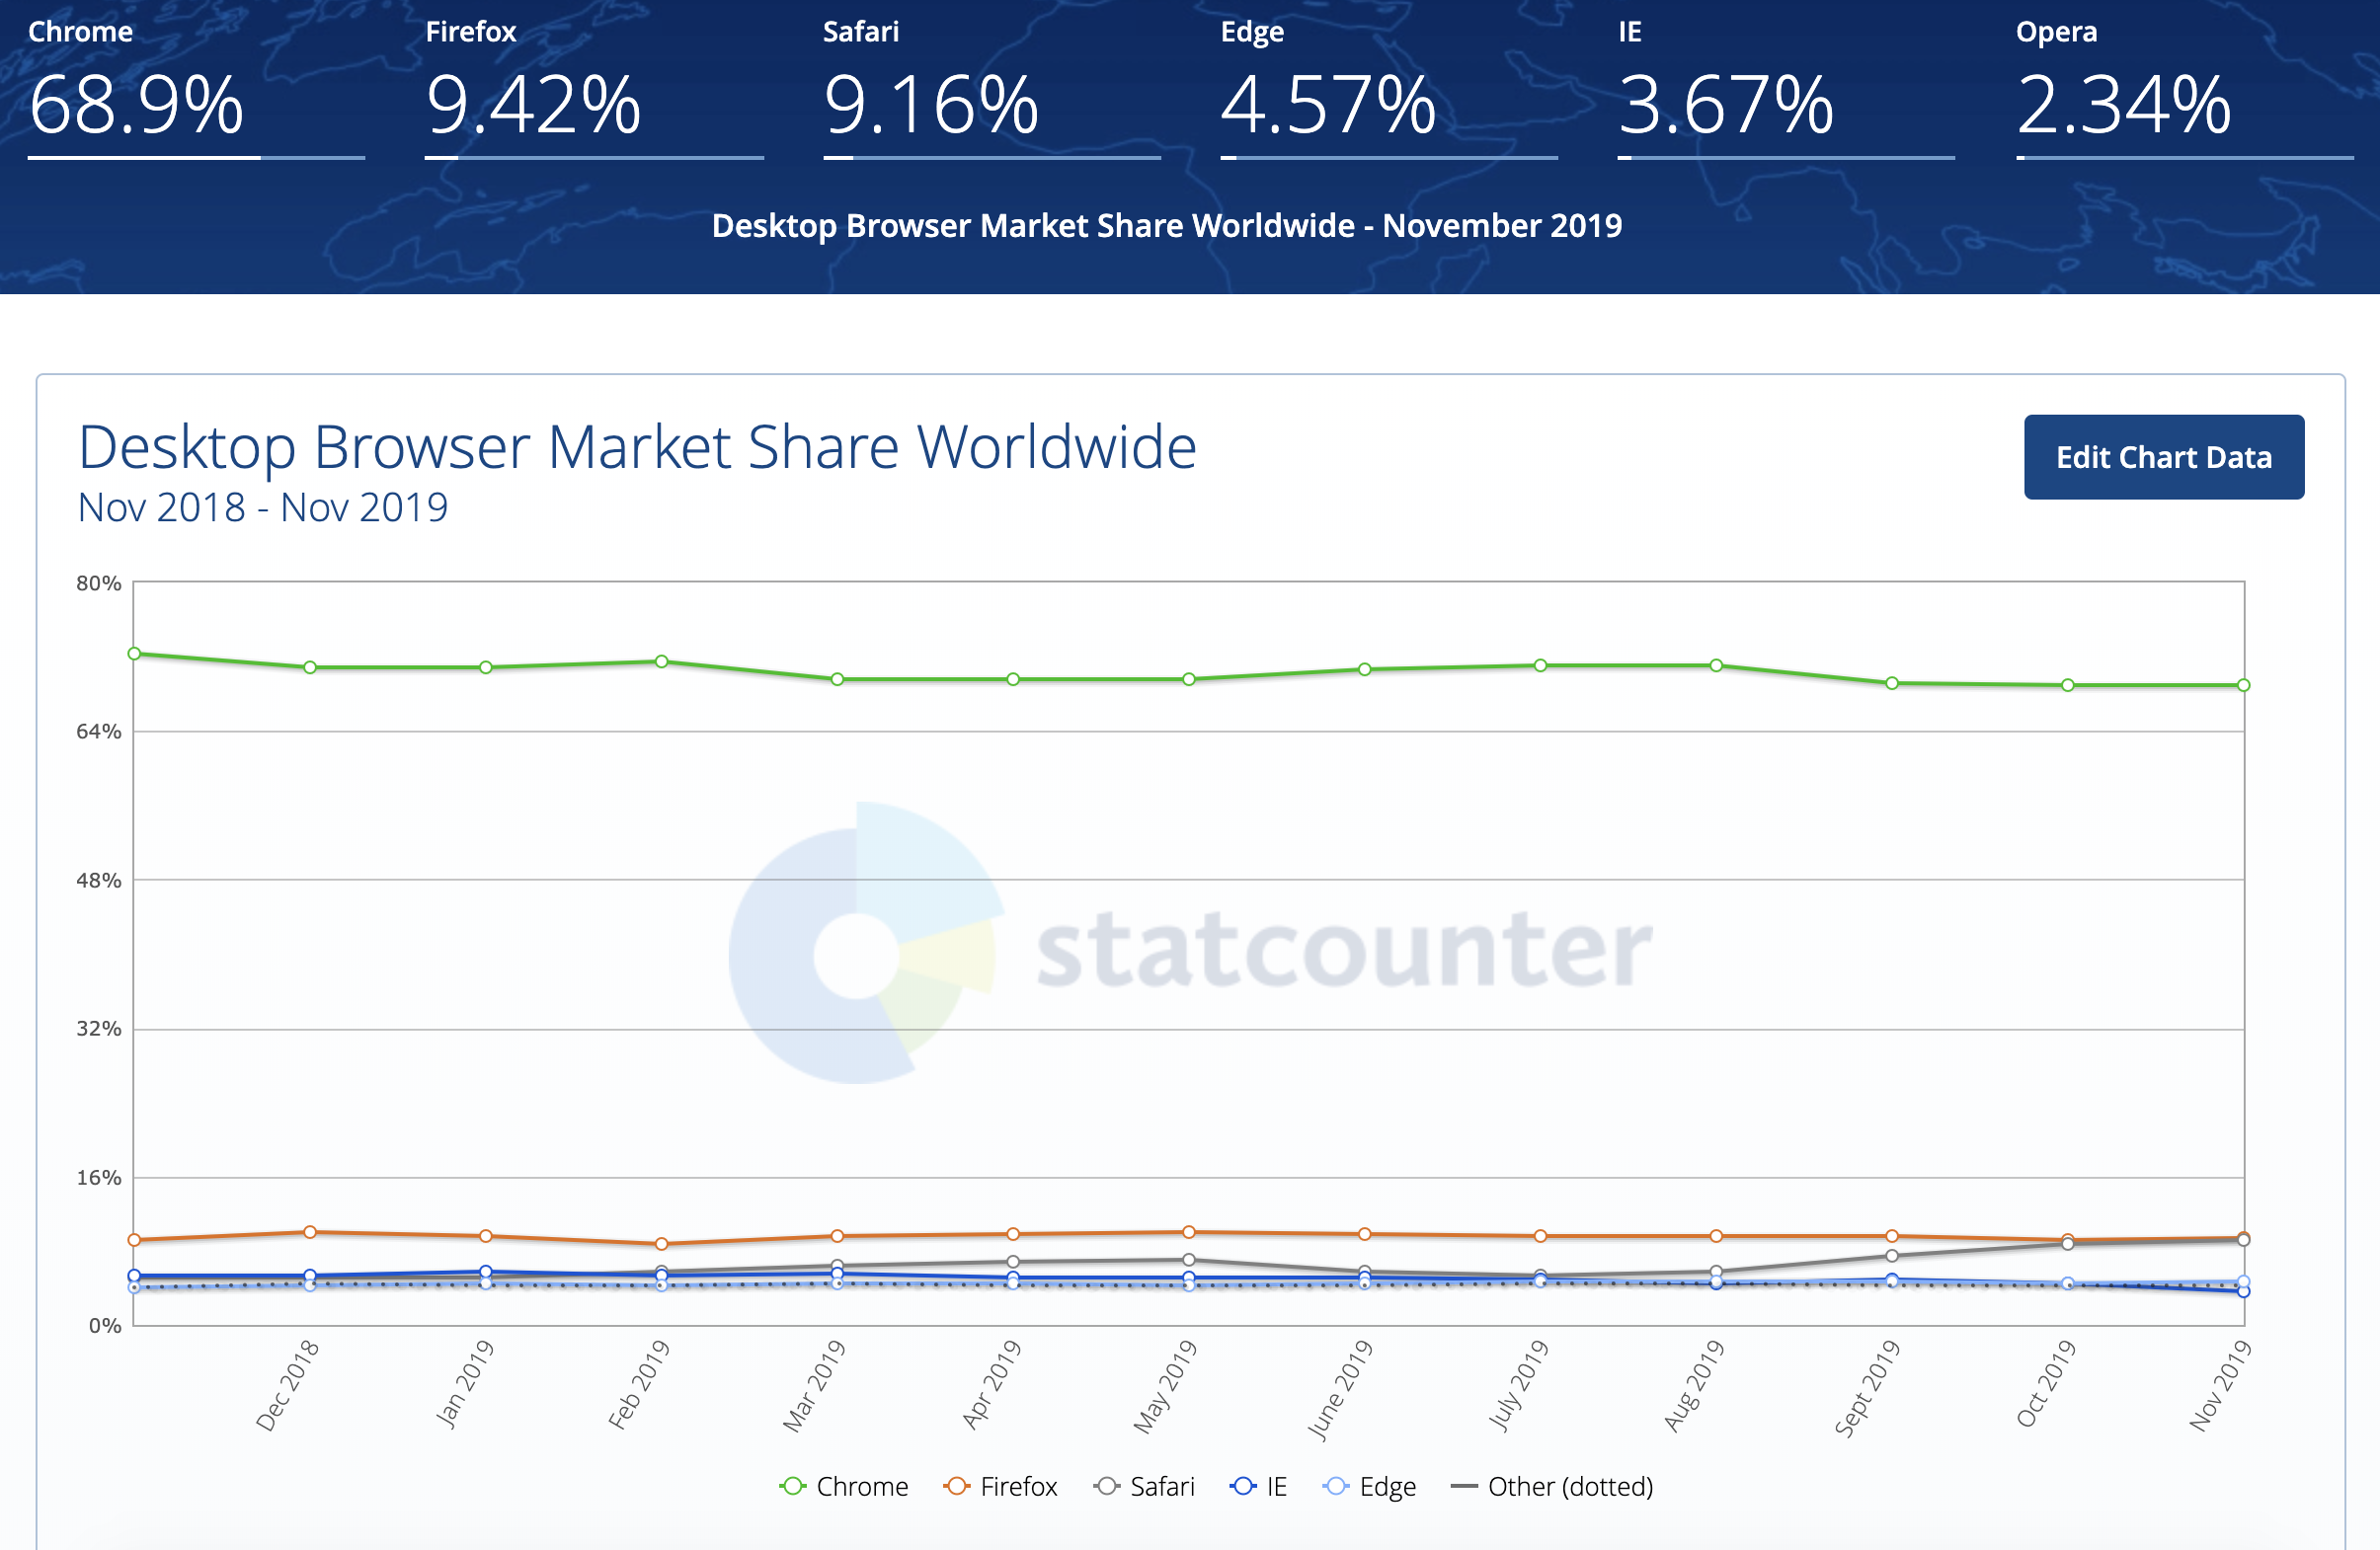 Chrome Firefox Safari Edge IE Opera
68.9% 9.42% 9.16% 4.57% 3.67% 2.34%
Desktop Browser Market Share Worldwide - November 2019
Desktop Browser Market Share Worldwide
Nov 2018 - Nov 2019
Edit Chart Data
80%
64%
48%
statcounter
32%
16%
0%
Dec 2018 Jan 2019 Feb 2019 Mar 2019 Apr 2019 May 2019 June 2019 July 2019 Aug 2019 Sept 2019 Oct 2019 Nov 2019
Chrome Firefox Safari IE Edge Other (dotted)